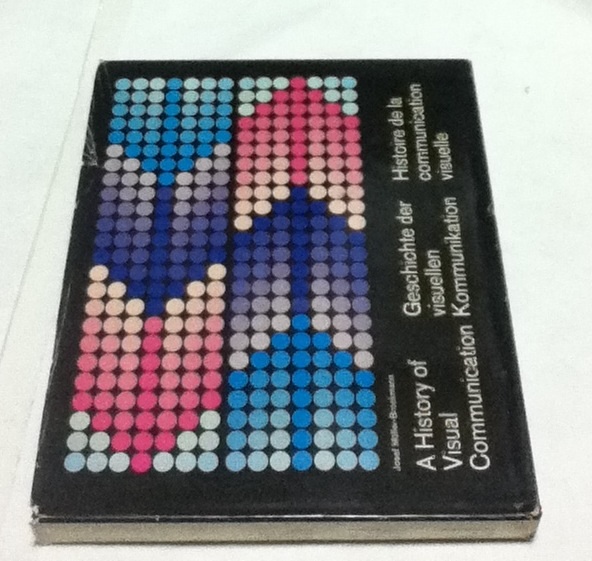 Josef Müller-Brockmann
A History of
Visual
Communication
Geschichte der
visuellen
Kommunikation
Histoire de la
communication
visuelle